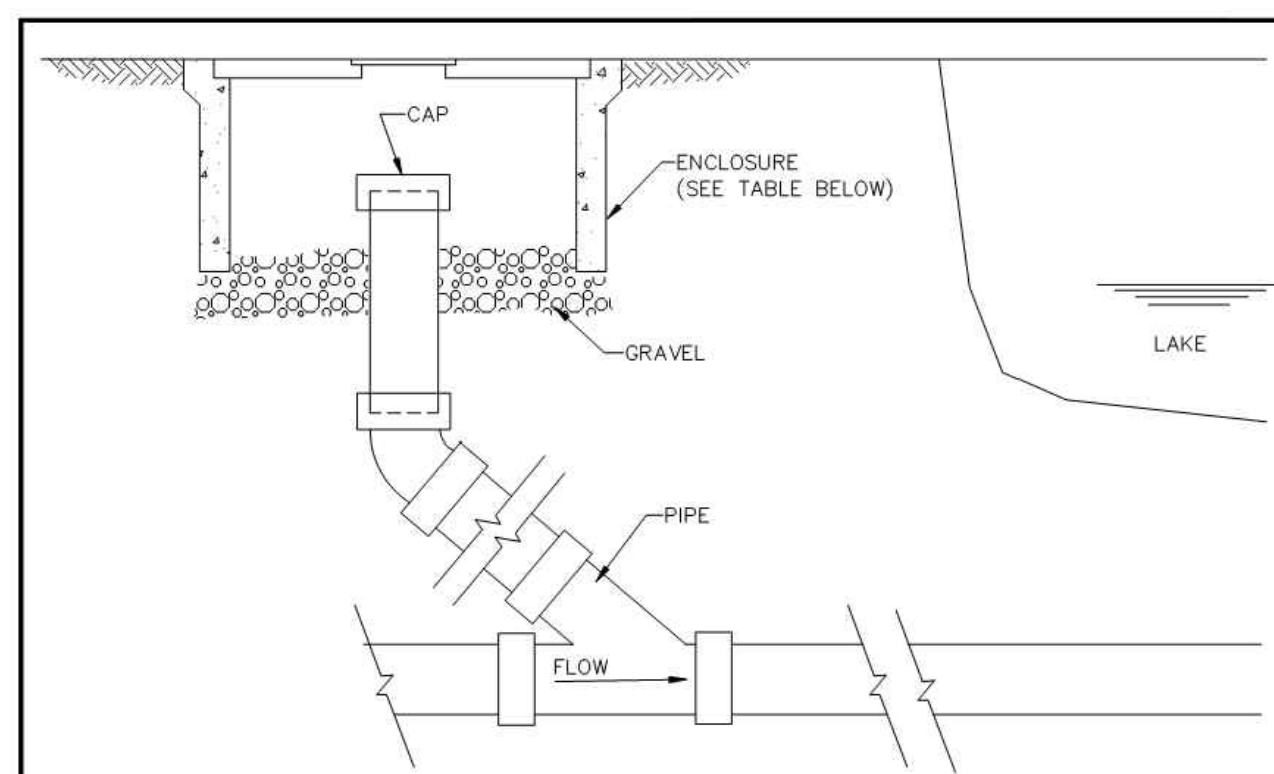 CAP
ENCLOSURE
(SEE TABLE BELOW)
LAKE
GRAVEL
PIPE
FLOW